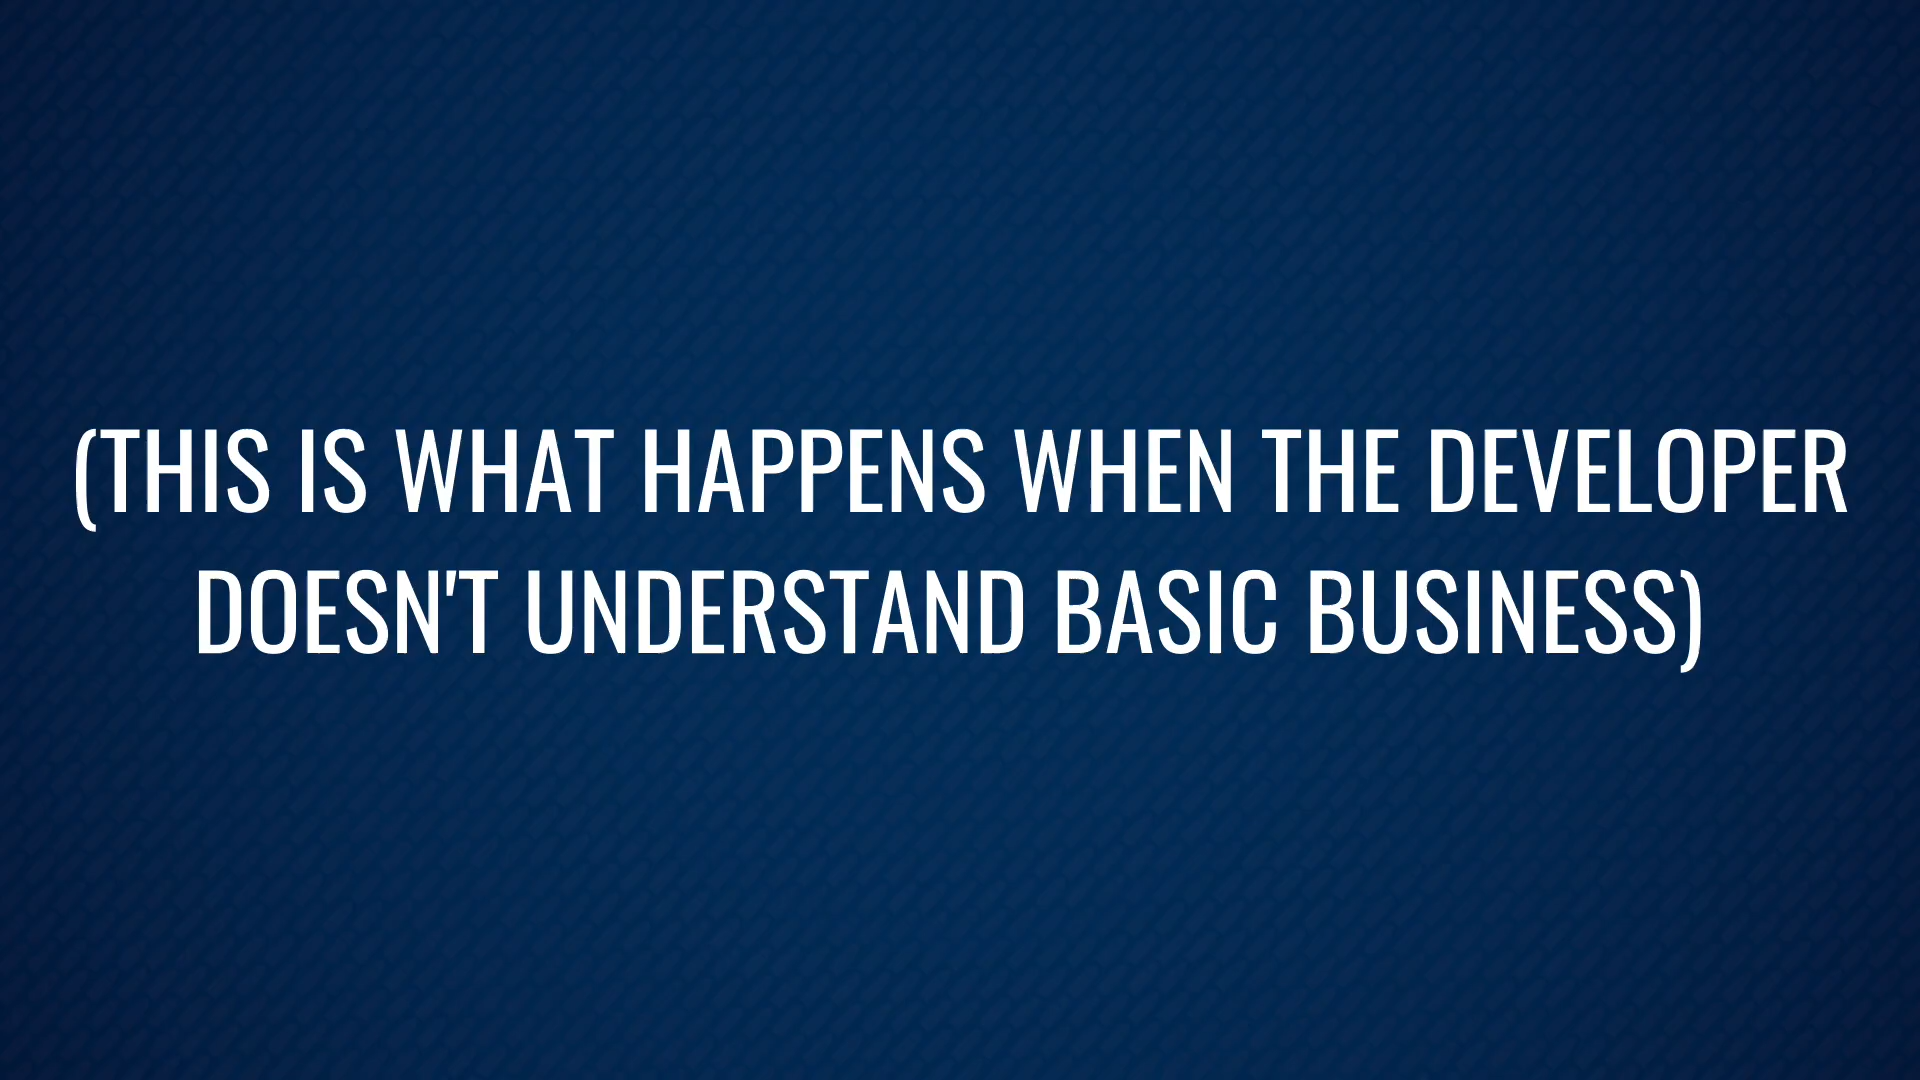 (THIS IS WHAT HAPPENS WHEN THE DEVELOPER
DOESN'T UNDERSTAND BASIC BUSINESS)